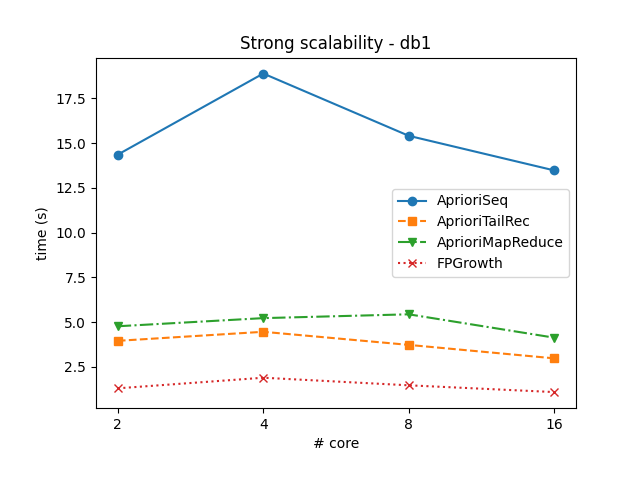 Strong scalability - db1
17.5
15.0
12.5
10.0
7.5
5.0
2.5
time (s)
AprioriSeq
AprioriTailRec
AprioriMapReduce
FPGrowth
2 4 8 16
# core